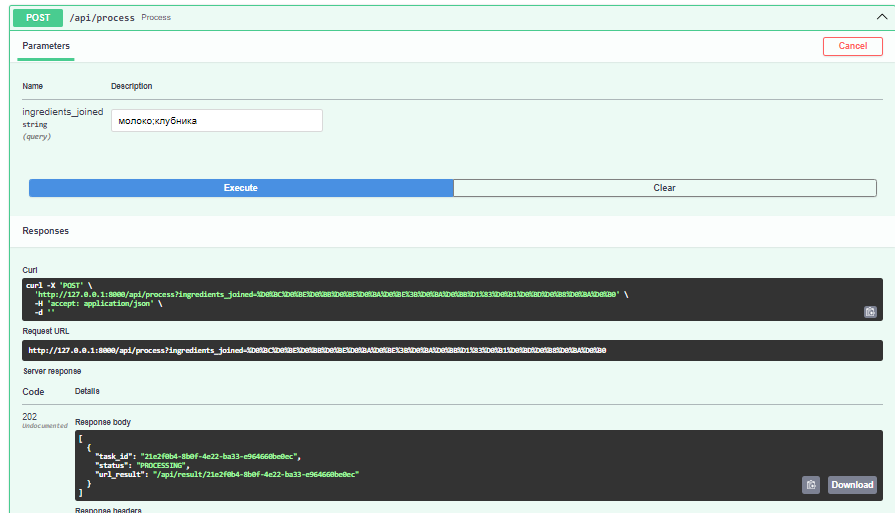 POST /api/process Process
Parameters
Cancel
Name Description
ingredients_joined
string
(query)
молоко;клубника
Execute Clear
Responses
Curl
curl -X 'POST' \
'http://127.0.0.1:8000/api/process?ingredients_joined=%D0%BC%D0%BE%D0%BB%D0%BE%D0%BA%D0%BE%3B%D0%BA%D0%BB%D1%83%D0%B1%D0%BD%D0%B8%D0%BA%D0%B0' \
-H 'accept: application/json' \
-d ''
Request URL
http://127.0.0.1:8000/api/process?ingredients_joined=%D0%BC%D0%BE%D0%BB%D0%BE%D0%BA%D0%BE%3B%D0%BA%D0%BB%D1%83%D0%B1%D0%BD%D0%B8%D0%BA%D0%B0
Server response
Code Details
202
Undocumented
Response body
[
{
"task_id": "21e2f0b4-8b0f-4e22-ba33-e964660be0ec",
"status": "PROCESSING",
"url_result": "/api/result/21e2f0b4-8b0f-4e22-ba33-e964660be0ec"
}
]
Download
Response headers